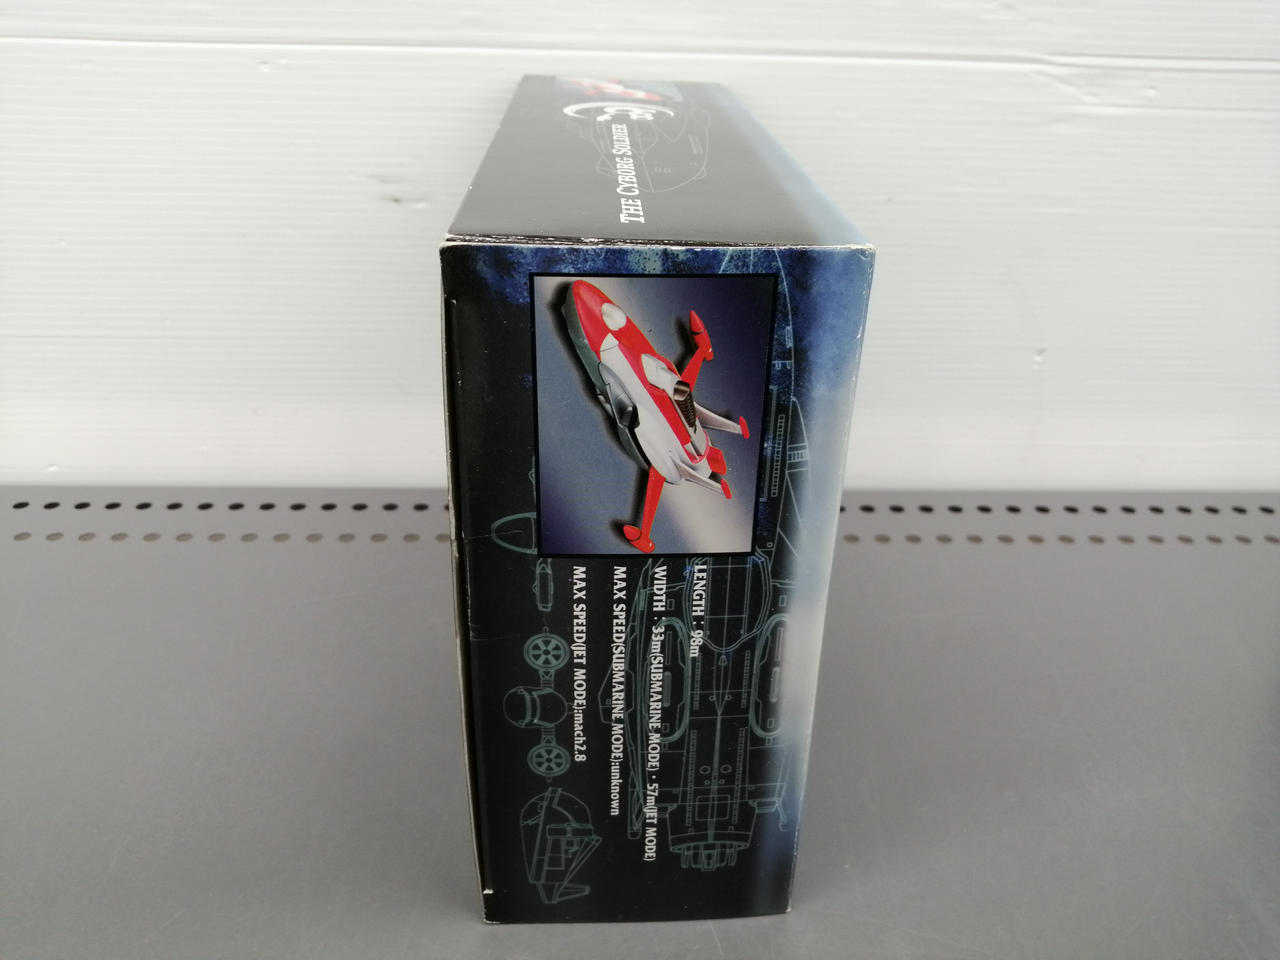 THE CYBORG SOLDIER
LENGTH : 98m
WIDTH : 33m(SUBMARINE MODE)・57m(JET MODE)
MAX SPEED(SUBMARINE MODE):unknown
MAX SPEED(JET MODE):mach2.8